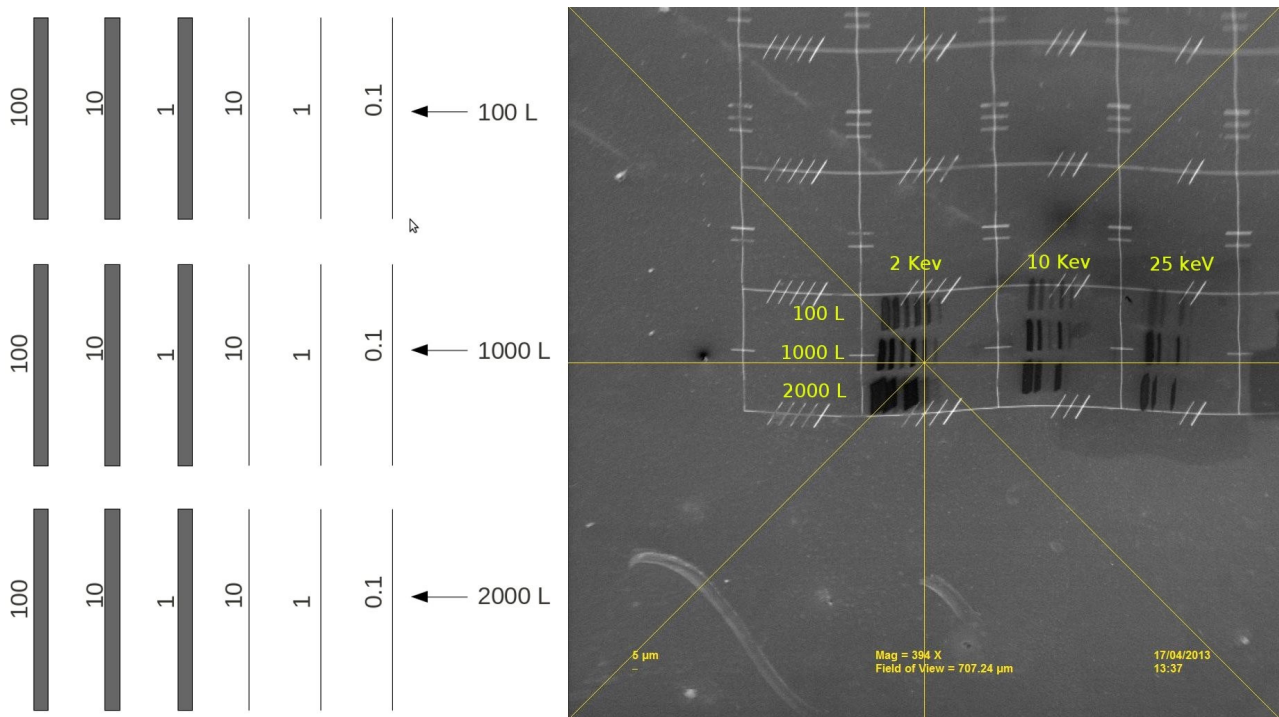 100 10 1 10 1 0.1 100 L
100 10 1 10 1 0.1 1000 L
100 10 1 10 1 0.1 2000 L
2 Kev 10 Kev 25 keV
100 L
1000 L
2000 L
5 µm Mag = 394 X 17/04/2013
Field of View = 707.24 µm 13:37